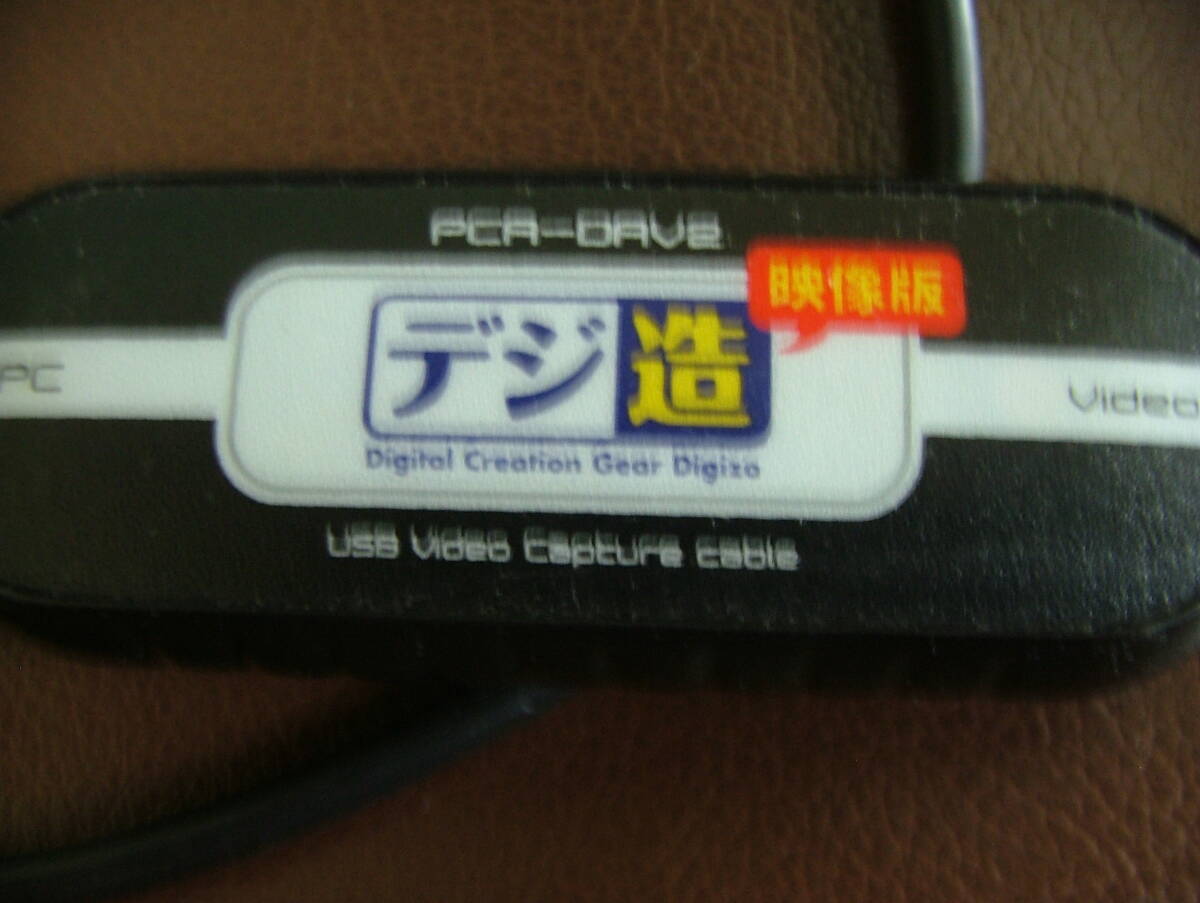 PCA-DAV2
映像版
デジ造
PC
Video
Digital Creation Gear Digizo
USB Video Capture cable